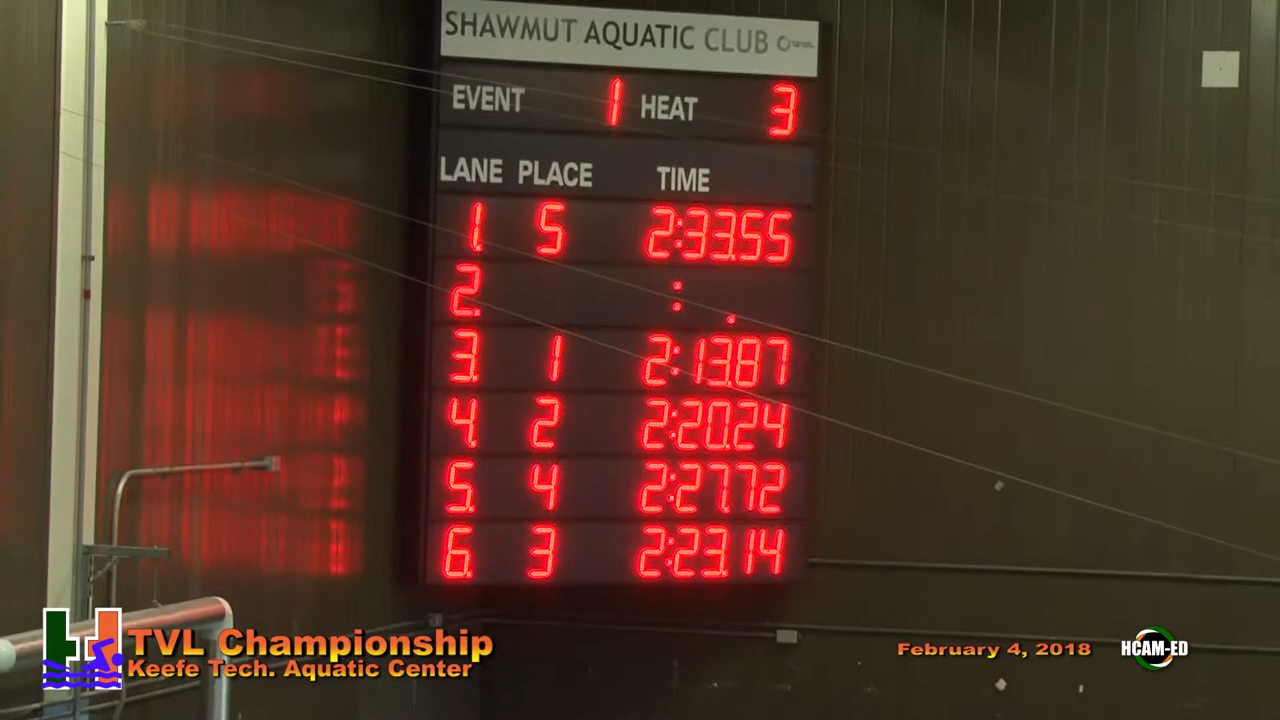 SHAWMUT AQUATIC CLUB
EVENT 1 HEAT 3
LANE PLACE TIME
1. 5 2:33.55
2. : .
3. 1 2:13.87
4. 2 2:20.24
5. 4 2:27.72
6. 3 2:23.14
TVL Championship
Keefe Tech. Aquatic Center
February 4, 2018
HCAM-ED
H